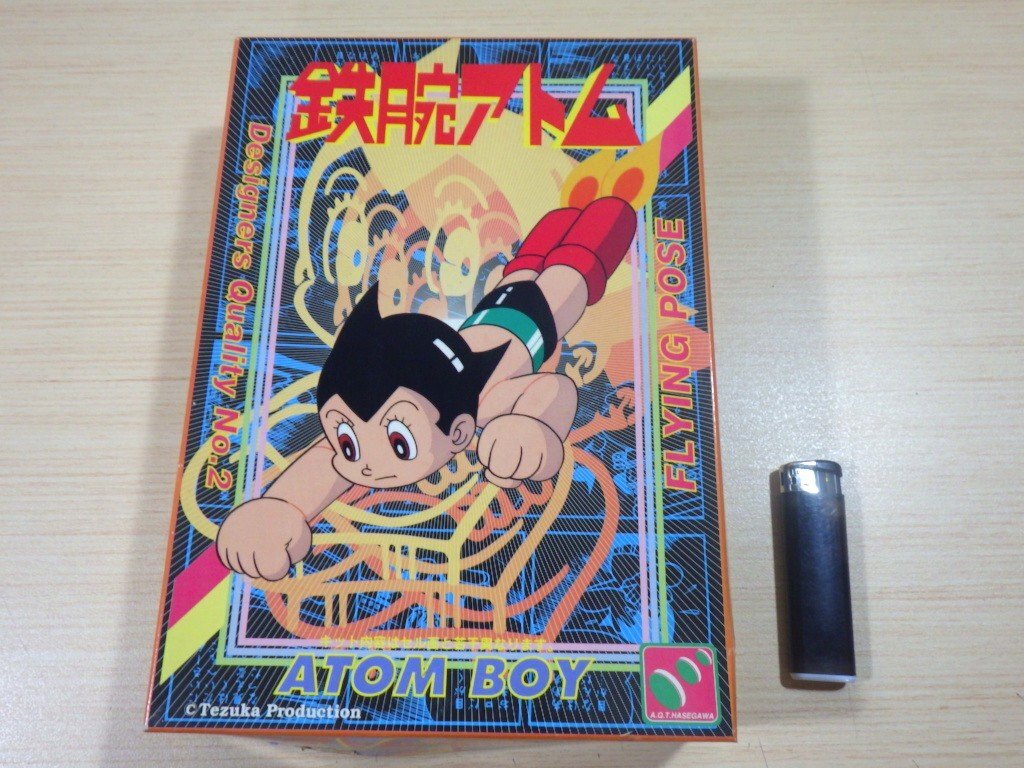 鉄腕アトム
Designers Quality No.2
FLYING POSE
ATOM BOY
©Tezuka Production
A.G.T.HASEGAWA